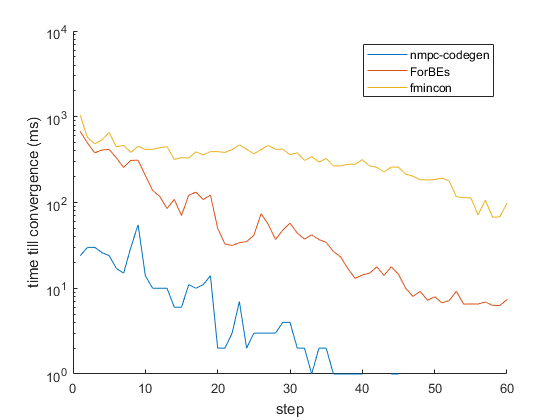 10^4
10^3
10^2
10^1
10^0
time till convergence (ms)
nmpc-codegen
ForBEs
fmincon
0 10 20 30 40 50 60
step